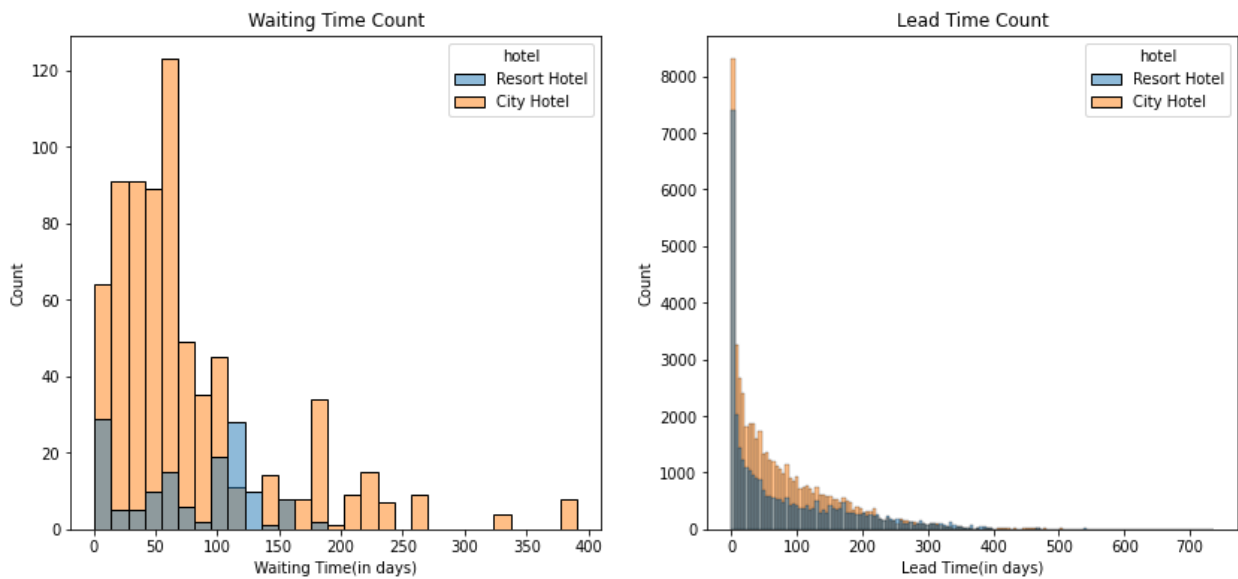 Waiting Time Count
hotel
Resort Hotel
City Hotel
120
100
80
60
40
20
0
Count
0 50 100 150 200 250 300 350 400
Waiting Time(in days)
Lead Time Count
hotel
Resort Hotel
City Hotel
8000
7000
6000
5000
4000
3000
2000
1000
0
Count
0 100 200 300 400 500 600 700
Lead Time(in days)